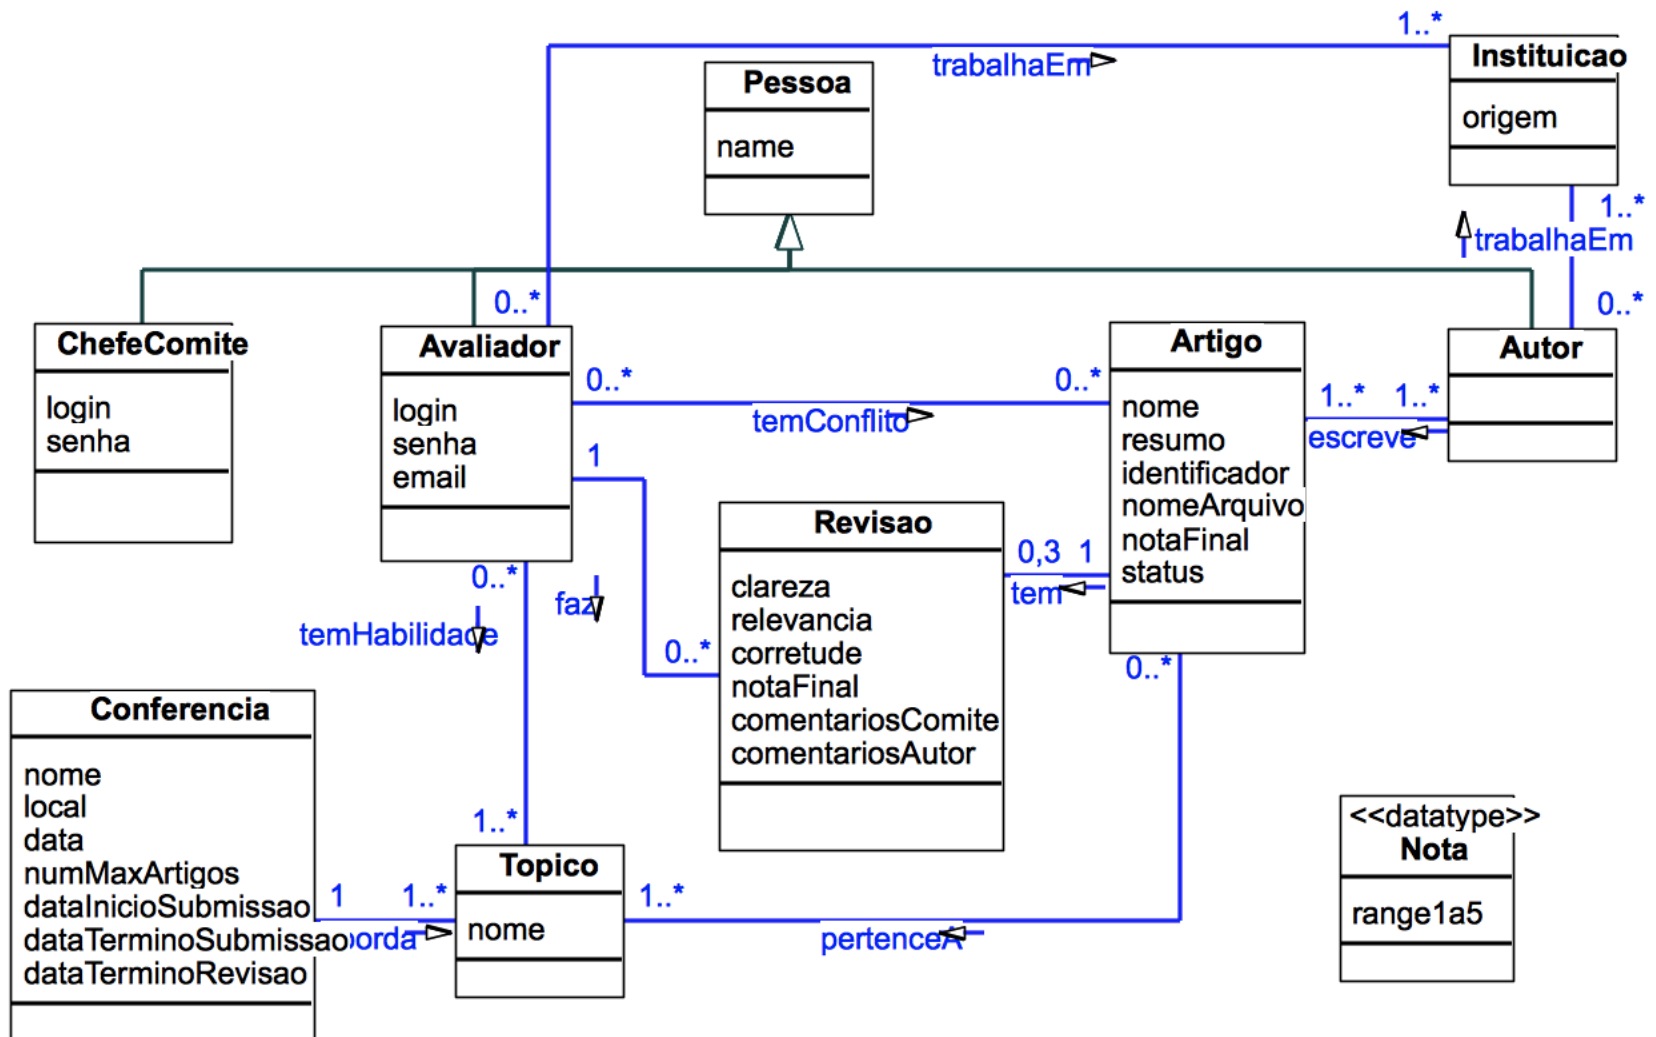 1..*
trabalhaEm
Instituicao
origem
Pessoa
name
1..*
trabalhaEm
0..*
0..*
ChefeComite
login
senha
Avaliador
login
senha
email
0..*
0..*
temConflito
Artigo
nome
resumo
identificador
nomeArquivo
notaFinal
status
1..* 1..*
escreve
Autor
1
Revisao
clareza
relevancia
corretude
notaFinal
comentariosComite
comentariosAutor
0,3 1
tem
0..*
faz
temHabilidade
0..*
0..*
Conferencia
nome
local
data
numMaxArtigos
dataInicioSubmissao
dataTerminoSubmissao
dataTerminoRevisao
1..*
1 1..*
borda
Topico
nome
1..*
pertenceA
<<datatype>>
Nota
range1a5